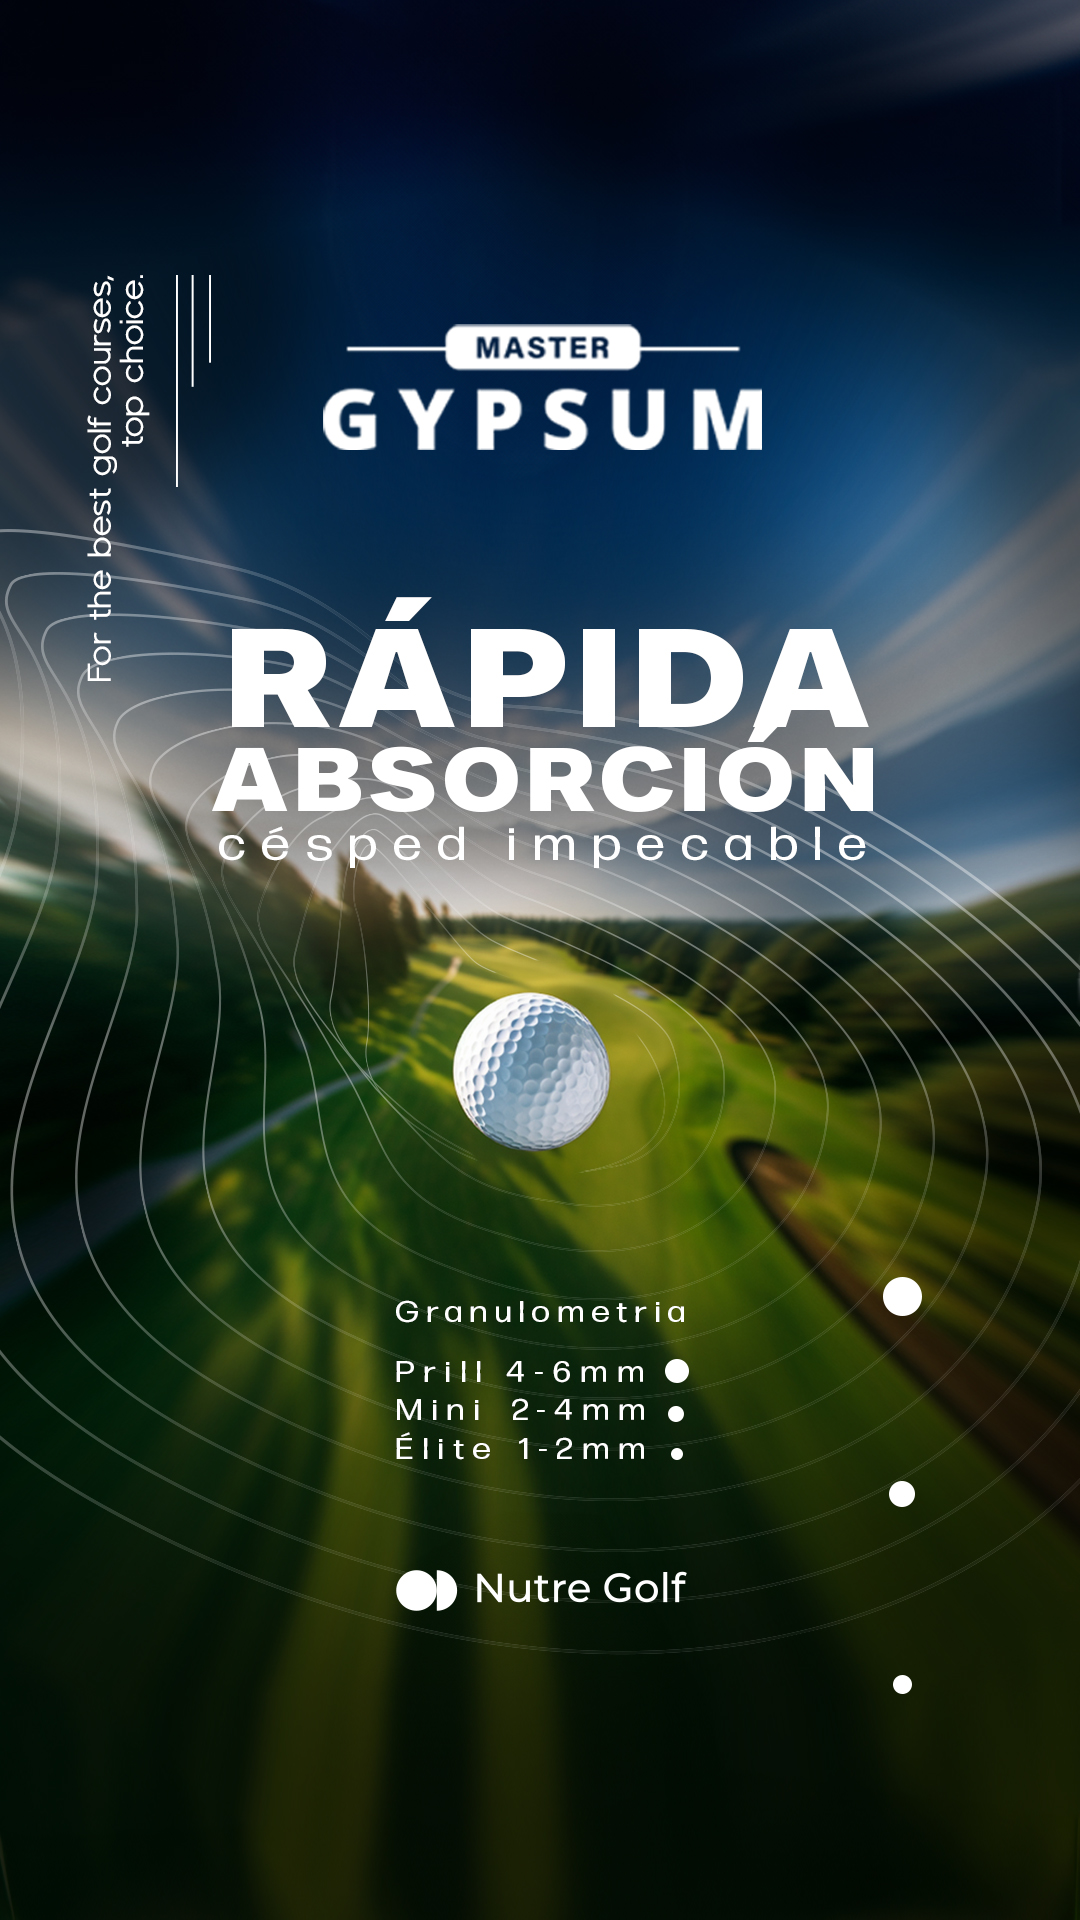 For the best golf courses,
top choice.
MASTER
GYPSUM
RÁPIDA
ABSORCIÓN
césped impecable
Granulometria
Prill 4-6mm
Mini 2-4mm
Élite 1-2mm
Nutre Golf